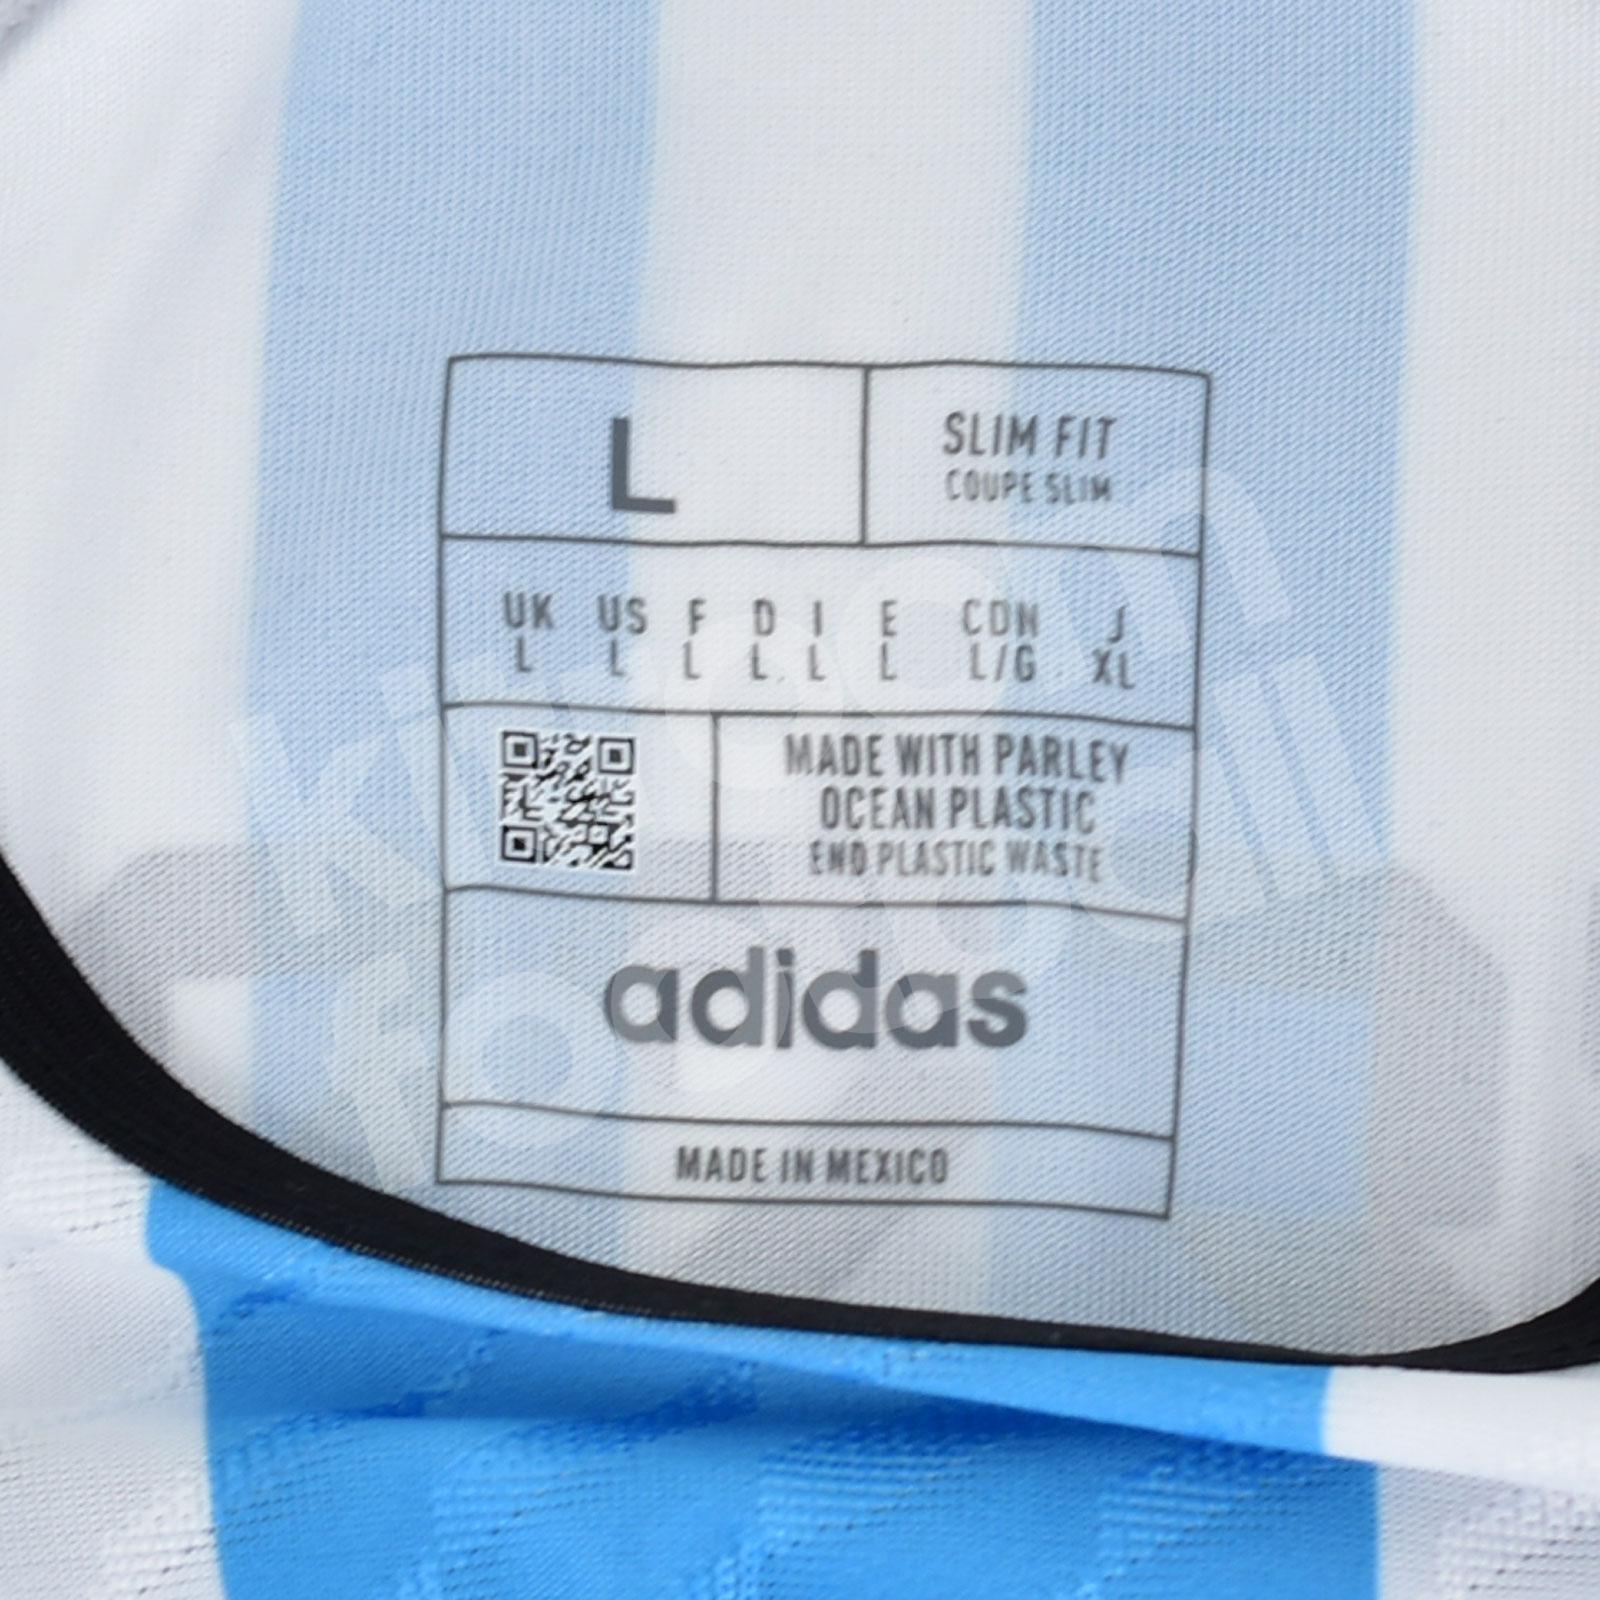 L
SLIM FIT
COUPE SLIM
UK US F D I E CDN J
L L L L L L L/G XL
MADE WITH PARLEY
OCEAN PLASTIC
END PLASTIC WASTE
adidas
MADE IN MEXICO